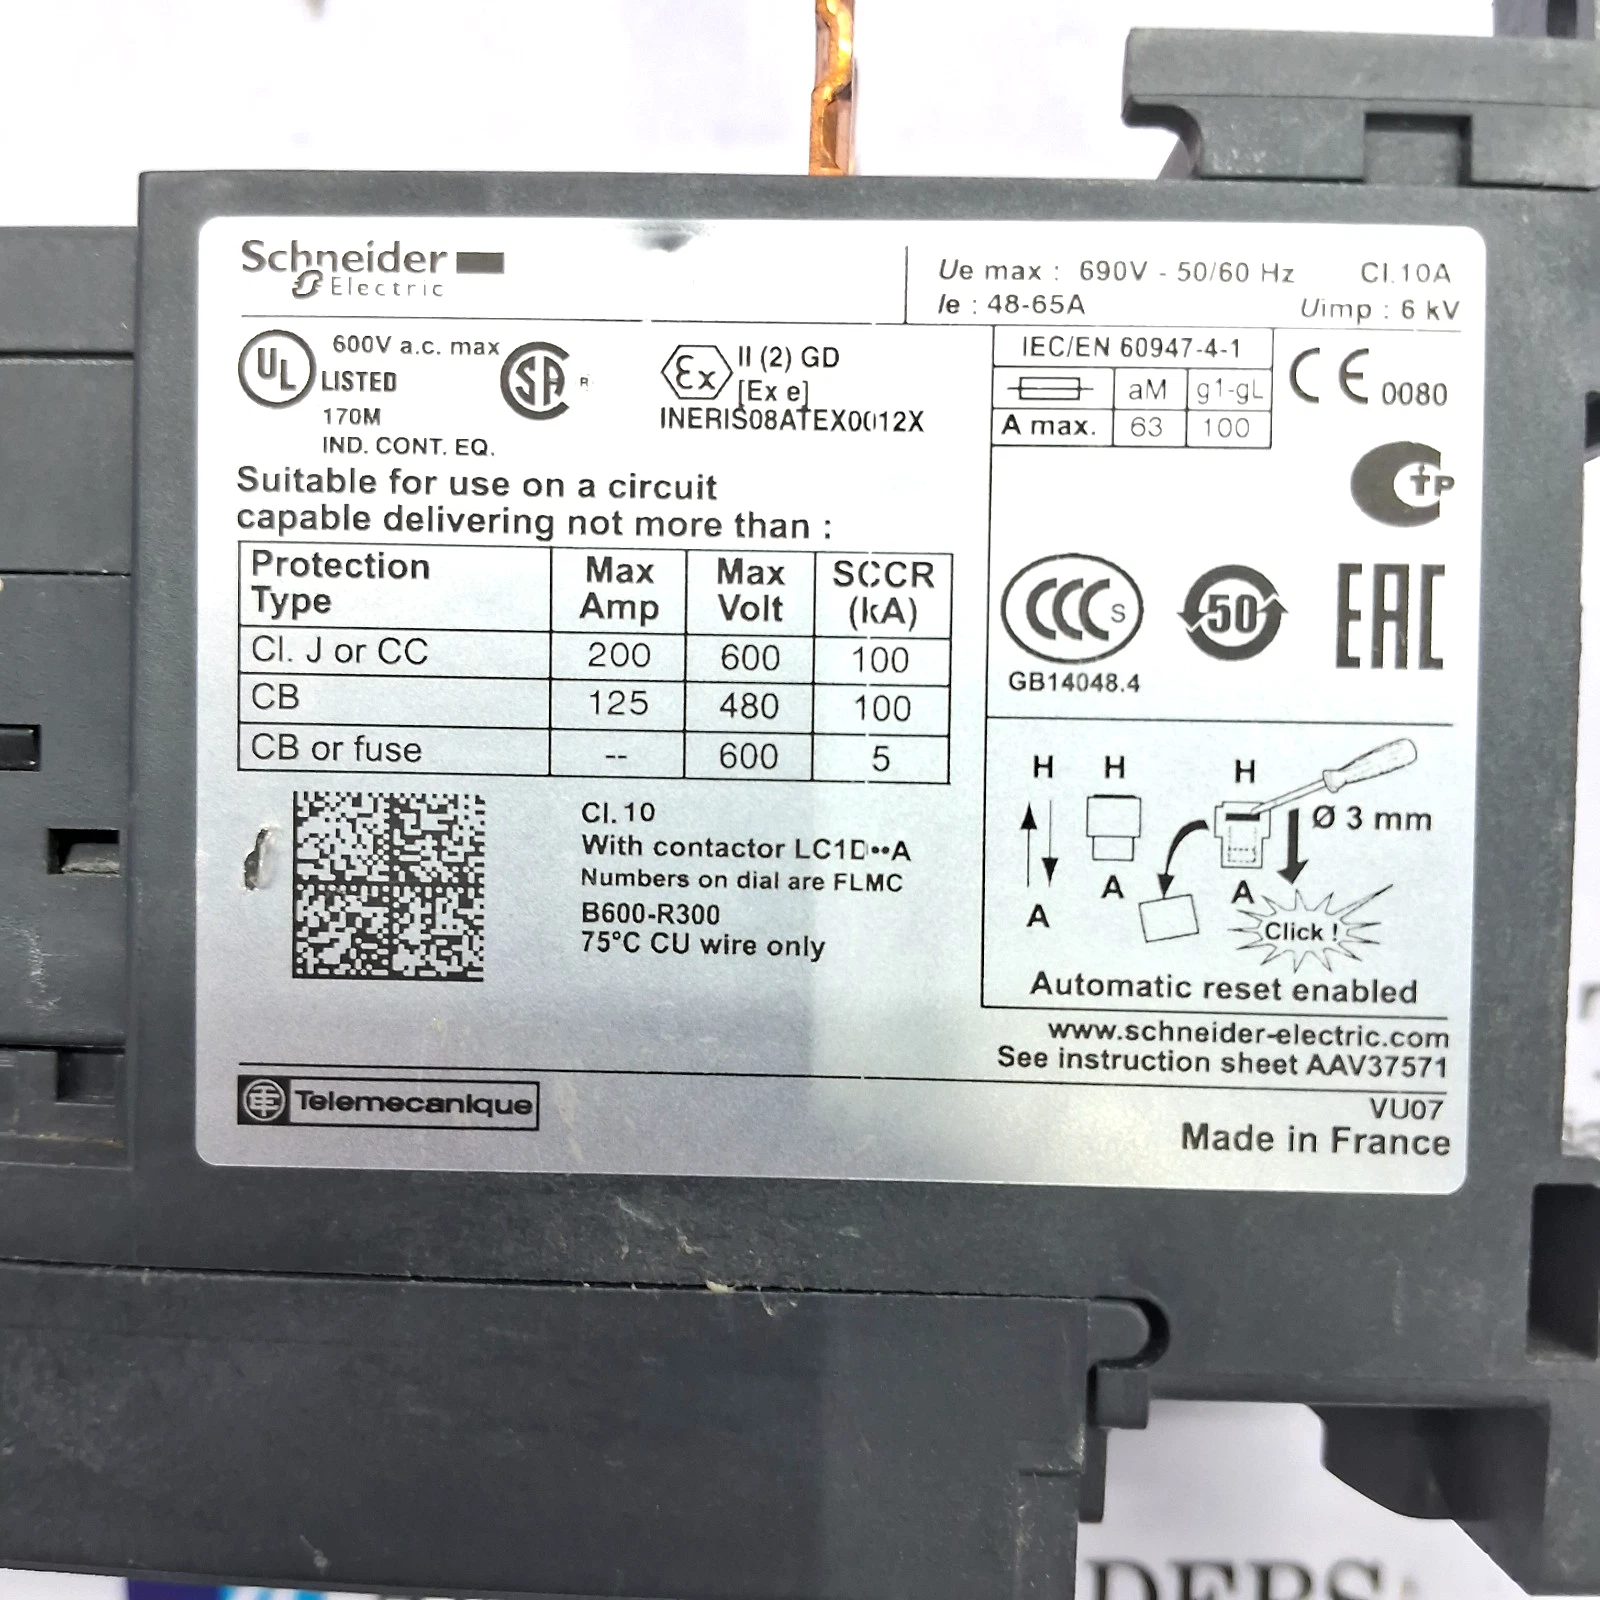 Schneider
Electric
Ue max : 690V - 50/60 Hz Cl.10A
Ie : 48-65A Uimp : 6 kV
UL
LISTED
600V a.c. max
170M
IND. CONT. EQ.
SA
R
Ex
II (2) GD
[Ex e]
INERIS08ATEX0012X
IEC/EN 60947-4-1
aM g1-gL
A max. 63 100
CE 0080
Suitable for use on a circuit
capable delivering not more than :
Protection Type Max Amp Max Volt SCCR (kA)
Cl. J or CC 200 600 100
CB 125 480 100
CB or fuse -- 600 5
CTP
CCC S
GB14048.4
50
EAC
H H H
Ø 3 mm
A A A
Click !
Automatic reset enabled
Cl. 10
With contactor LC1D••A
Numbers on dial are FLMC
B600-R300
75°C CU wire only
www.schneider-electric.com
See instruction sheet AAV37571
TE Telemecanique
VU07
Made in France